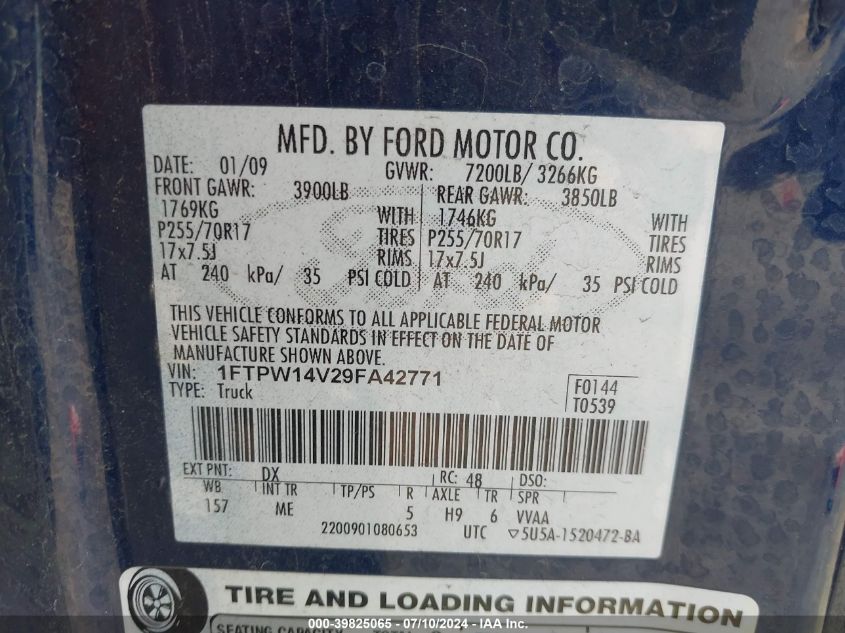 MFD. BY FORD MOTOR CO.
DATE: 01/09 GVWR: 7200LB/ 3266KG
FRONT GAWR: 3900LB REAR GAWR: 3850LB
1769KG WITH 1746KG WITH
P255/70R17 TIRES P255/70R17 TIRES
17x7.5J RIMS 17x7.5J RIMS
AT 240 kPa/ 35 PSI COLD AT 240 kPa/ 35 PSI COLD
Ford
THIS VEHICLE CONFORMS TO ALL APPLICABLE FEDERAL MOTOR
VEHICLE SAFETY STANDARDS IN EFFECT ON THE DATE OF
MANUFACTURE SHOWN ABOVE.
VIN: 1FTPW14V29FA42771 F0144
TYPE: Truck T0539
EXT PNT: DX RC: 48 DSO:
WB INT TR TP/PS R AXLE TR SPR
157 ME 5 H9 6 VVAA
2200901080653 UTC ▽5U5A-1520472-BA
TIRE AND LOADING INFORMATION
SEATING CAPACITY
000-39825065 - 07/10/2024 - IAAI.com